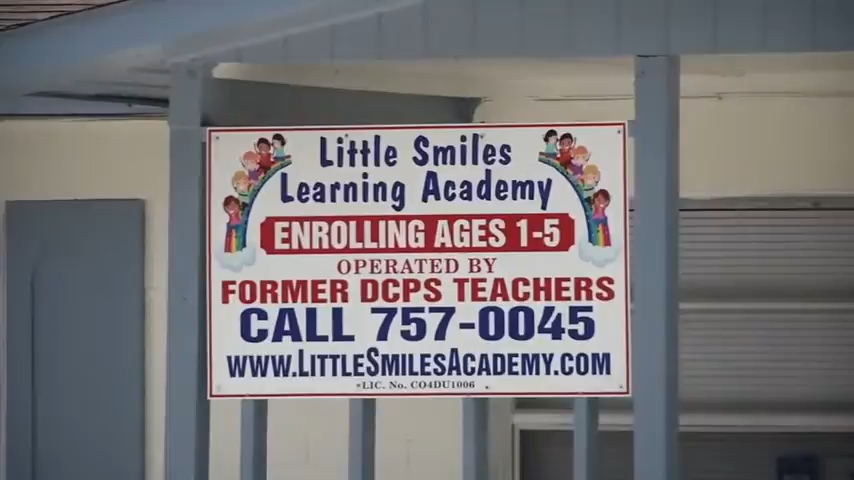 Little Smiles
Learning Academy
ENROLLING AGES 1-5
OPERATED BY
FORMER DCPS TEACHERS
CALL 757-0045
WWW.LITTLESMILESACADEMY.COM
*LIC. No. CO4DU1006